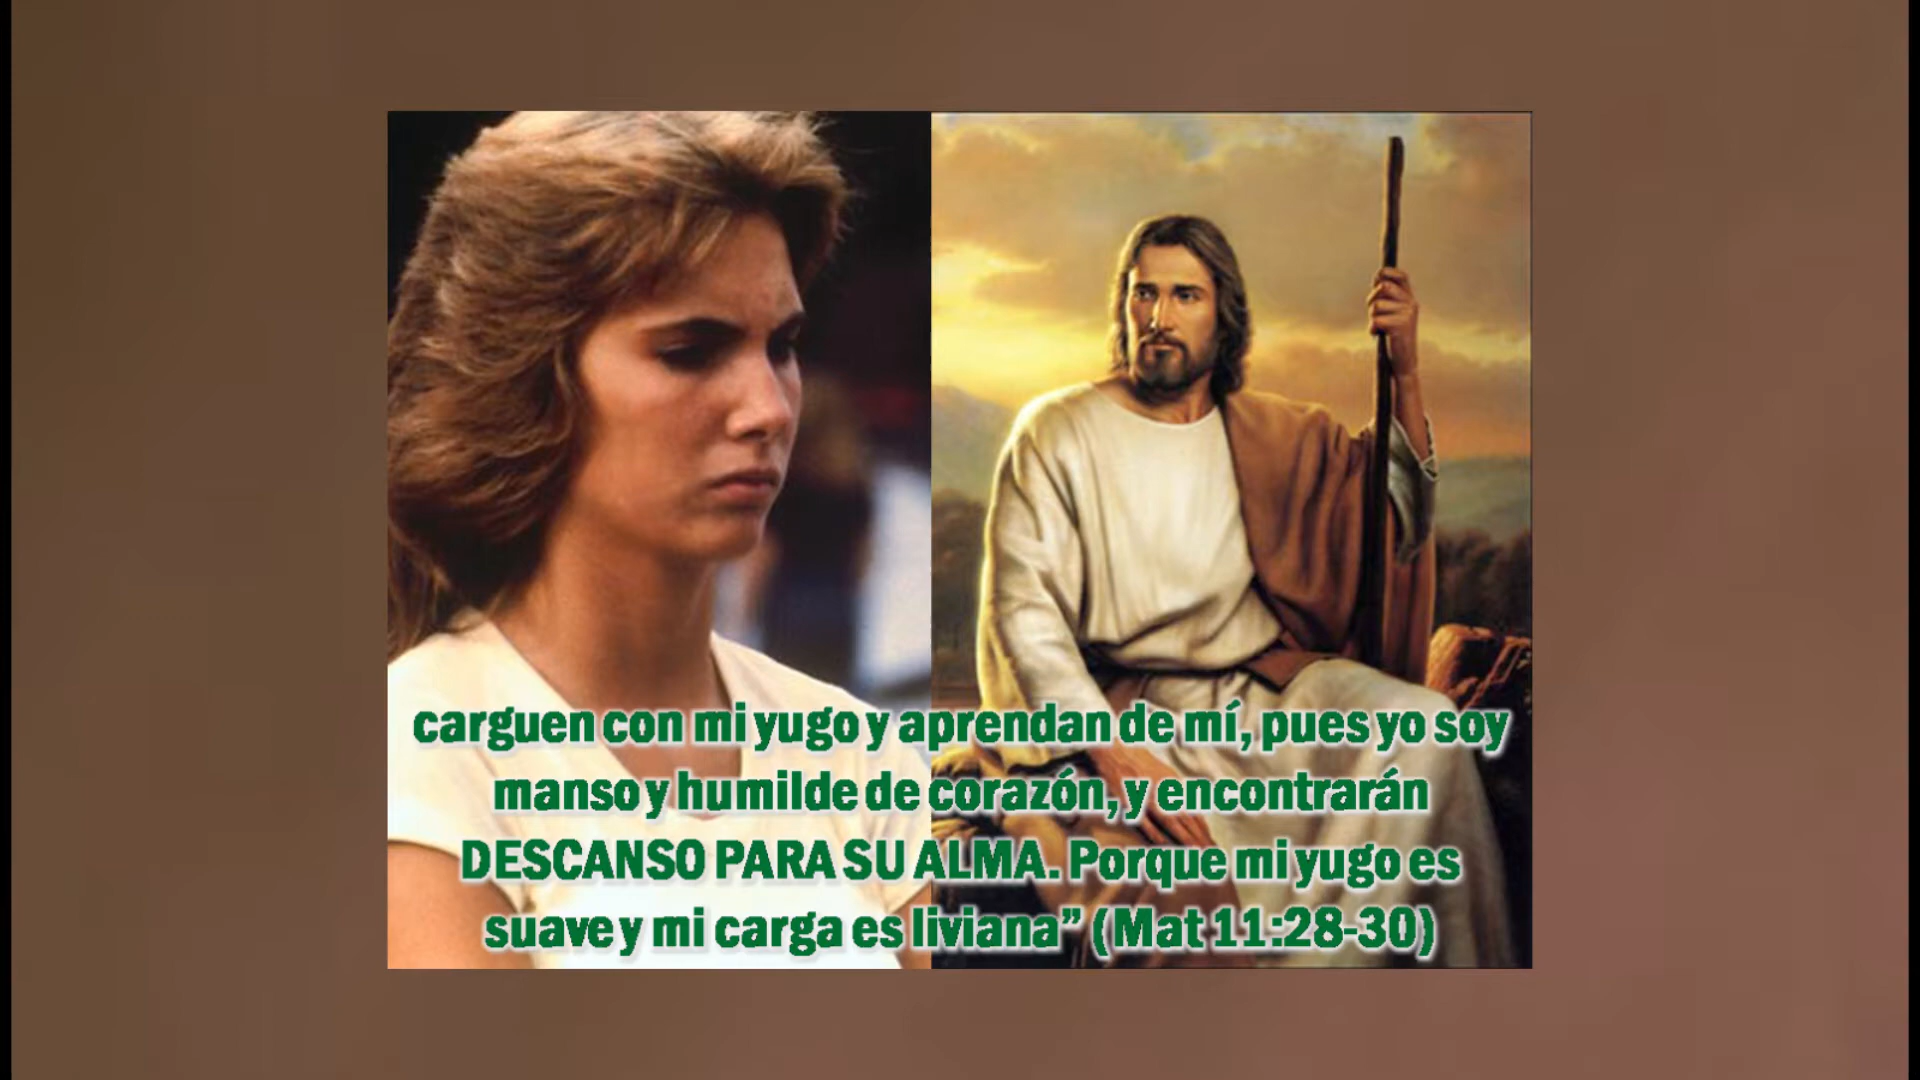 carguen con mi yugo y aprendan de mí, pues yo soy
manso y humilde de corazón, y encontrarán
DESCANSO PARA SU ALMA. Porque mi yugo es
suave y mi carga es liviana” (Mat 11:28-30)